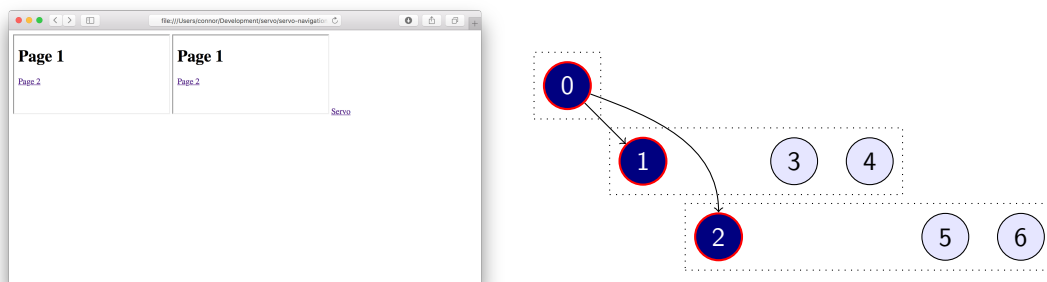 file:///Users/connor/Development/servo/servo-navigation
Page 1
Page 1
Page 2
Page 2
Servo
0
1
3
4
2
5
6